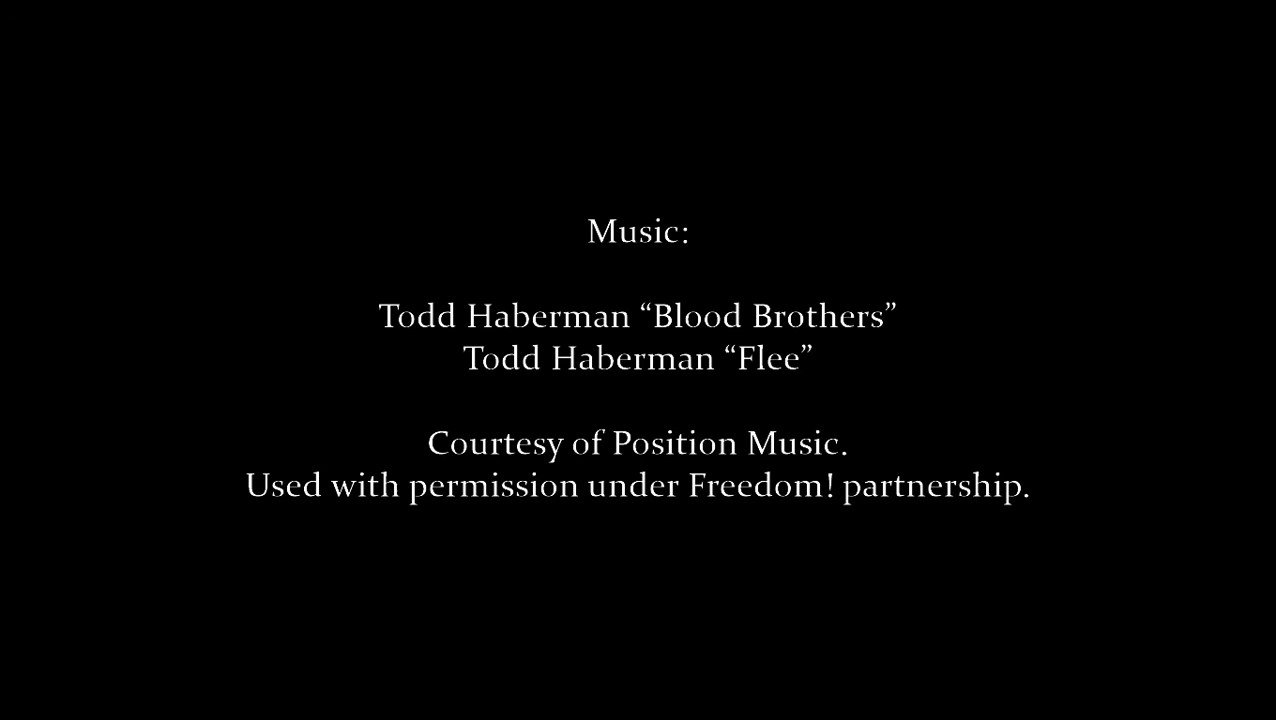 Music:
Todd Haberman “Blood Brothers”
Todd Haberman “Flee”
Courtesy of Position Music.
Used with permission under Freedom! partnership.